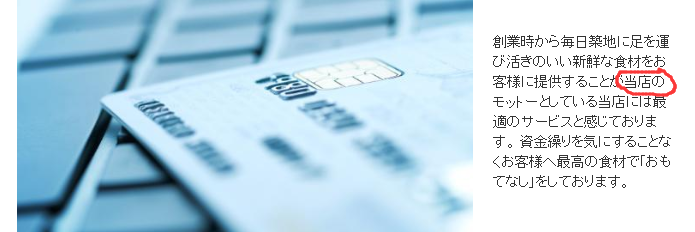 創業時から毎日築地に足を運
び活きのいい新鮮な食材をお
客様に提供することが当店の
モットーとしている当店には最
適のサービスと感じておりま
す。資金繰りを気にすることな
くお客様へ最高の食材で「おも
てなし」をしております。